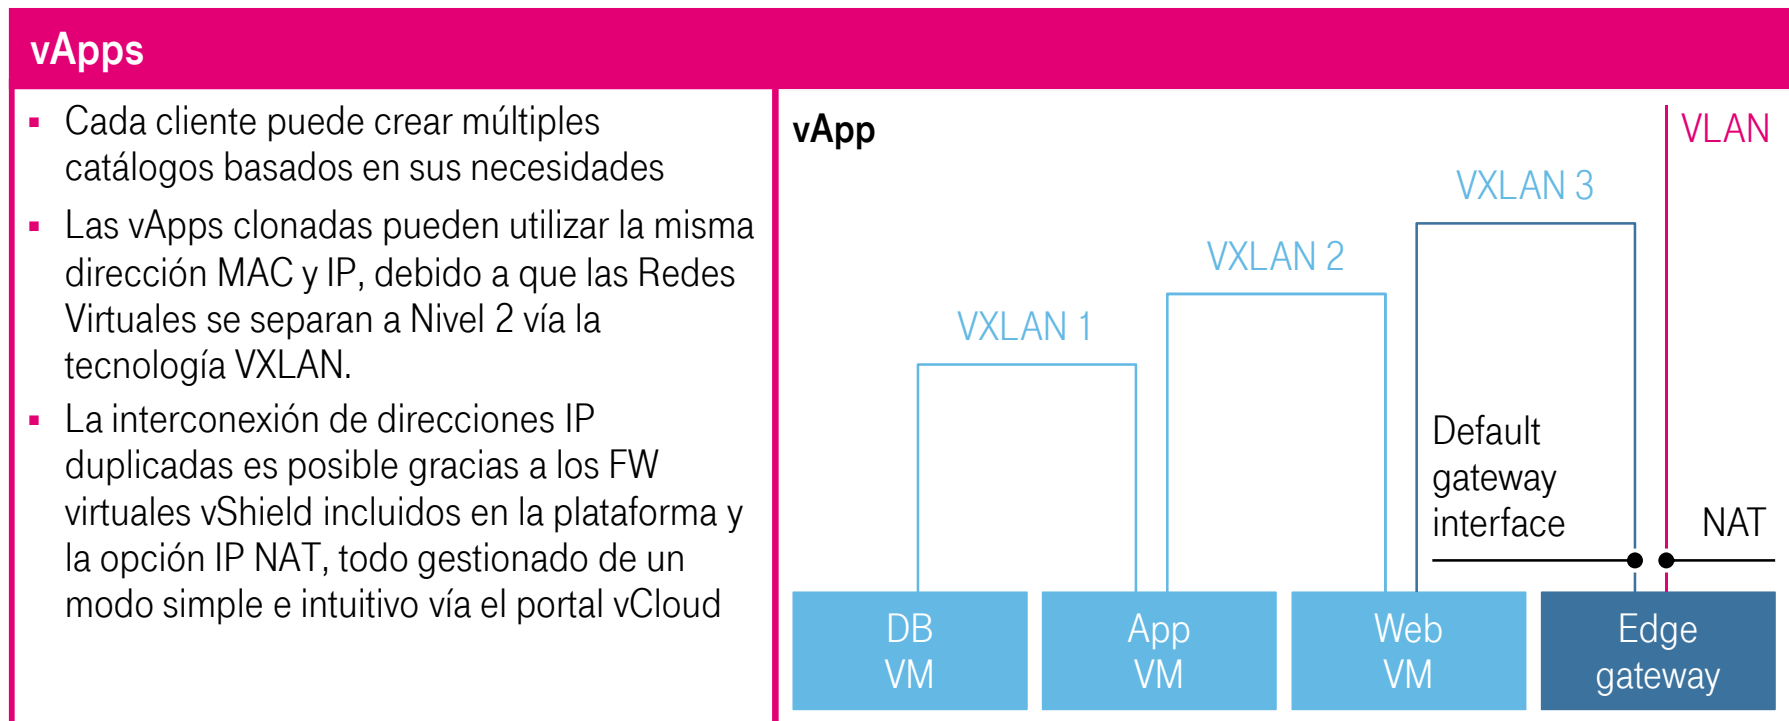 vApps
▪ Cada cliente puede crear múltiples
catálogos basados en sus necesidades
▪ Las vApps clonadas pueden utilizar la misma
dirección MAC y IP, debido a que las Redes
Virtuales se separan a Nivel 2 vía la
tecnología VXLAN.
▪ La interconexión de direcciones IP
duplicadas es posible gracias a los FW
virtuales vShield incluidos en la plataforma y
la opción IP NAT, todo gestionado de un
modo simple e intuitivo vía el portal vCloud
vApp
VLAN
VXLAN 3
VXLAN 2
VXLAN 1
Default
gateway
interface
NAT
DB
VM
App
VM
Web
VM
Edge
gateway